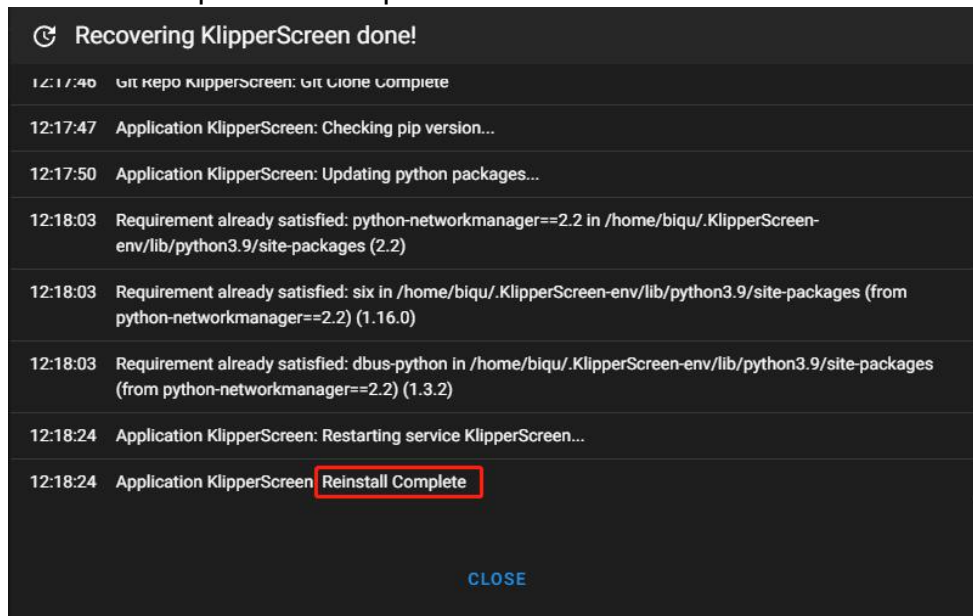 Recovering KlipperScreen done!
12:17:46 Git Repo KlipperScreen: Git Clone Complete
12:17:47 Application KlipperScreen: Checking pip version...
12:17:50 Application KlipperScreen: Updating python packages...
12:18:03 Requirement already satisfied: python-networkmanager==2.2 in /home/biqu/.KlipperScreen-
env/lib/python3.9/site-packages (2.2)
12:18:03 Requirement already satisfied: six in /home/biqu/.KlipperScreen-env/lib/python3.9/site-packages (from
python-networkmanager==2.2) (1.16.0)
12:18:03 Requirement already satisfied: dbus-python in /home/biqu/.KlipperScreen-env/lib/python3.9/site-packages
(from python-networkmanager==2.2) (1.3.2)
12:18:24 Application KlipperScreen: Restarting service KlipperScreen...
12:18:24 Application KlipperScreen Reinstall Complete
CLOSE